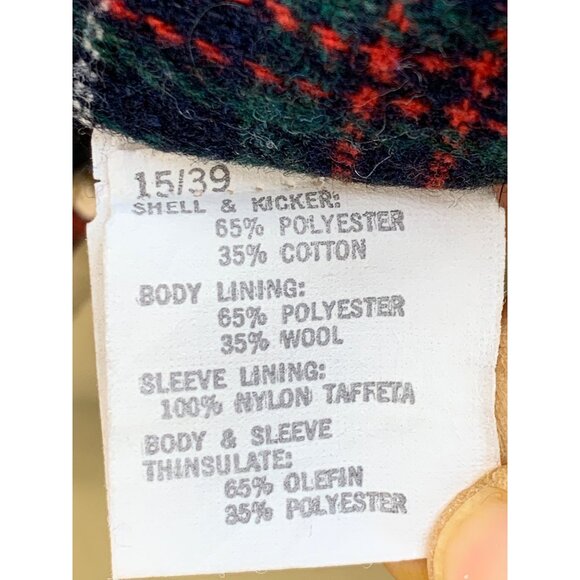 15/39
SHELL & KICKER:
65% POLYESTER
35% COTTON
BODY LINING:
65% POLYESTER
35% WOOL
SLEEVE LINING:
100% NYLON TAFFETA
BODY & SLEEVE
THINSULATE:
65% OLEFIN
35% POLYESTER